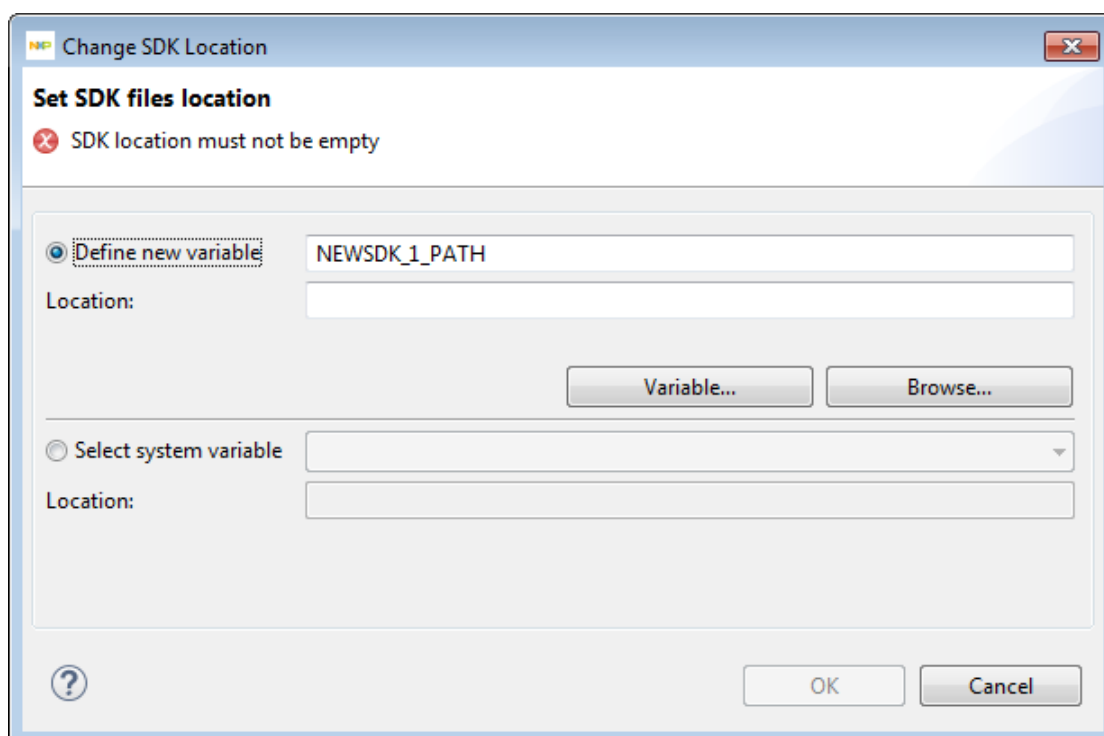 NXP Change SDK Location
Set SDK files location
SDK location must not be empty
Define new variable NEWSDK_1_PATH
Location:
Variable... Browse...
Select system variable
Location:
? OK Cancel